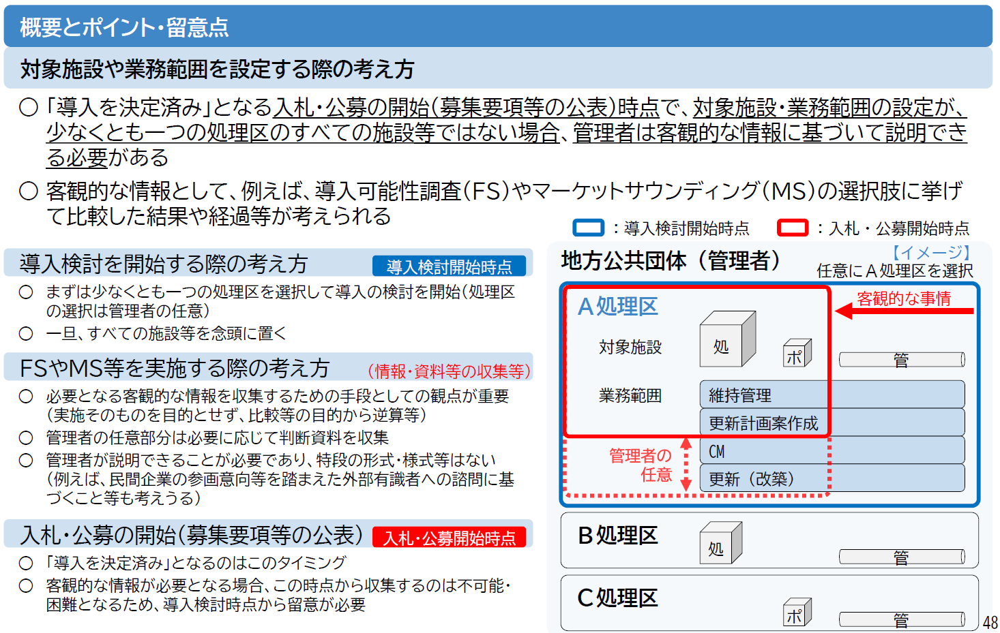 概要とポイント・留意点
対象施設や業務範囲を設定する際の考え方
○ 「導入を決定済み」となる入札・公募の開始(募集要項等の公表)時点で、対象施設・業務範囲の設定が、
少なくとも一つの処理区のすべての施設等ではない場合、管理者は客観的な情報に基づいて説明でき
る必要がある
○ 客観的な情報として、例えば、導入可能性調査(FS)やマーケットサウンディング(MS)の選択肢に挙げ
て比較した結果や経過等が考えられる
：導入検討開始時点
：入札・公募開始時点
導入検討を開始する際の考え方
導入検討開始時点
○ まずは少なくとも一つの処理区を選択して導入の検討を開始(処理区
の選択は管理者の任意)
○ 一旦、すべての施設等を念頭に置く
FSやMS等を実施する際の考え方
(情報・資料等の収集等)
○ 必要となる客観的な情報を収集するための手段としての観点が重要
(実施そのものを目的とせず、比較等の目的から逆算等)
○ 管理者の任意部分は必要に応じて判断資料を収集
○ 管理者が説明できることが必要であり、特段の形式・様式等はない
(例えば、民間企業の参画意向等を踏まえた外部有識者への諮問に基
づくこと等も考えうる)
入札・公募の開始(募集要項等の公表)
入札・公募開始時点
○ 「導入を決定済み」となるのはこのタイミング
○ 客観的な情報が必要となる場合、この時点から収集するのは不可能・
困難となるため、導入検討時点から留意が必要
地方公共団体（管理者）
【イメージ】
任意にA処理区を選択
A処理区
客観的な事情
対象施設
処
ポ
管
業務範囲
維持管理
更新計画案作成
CM
更新（改築）
管理者の
任意
B処理区
処
管
C処理区
ポ
管
48